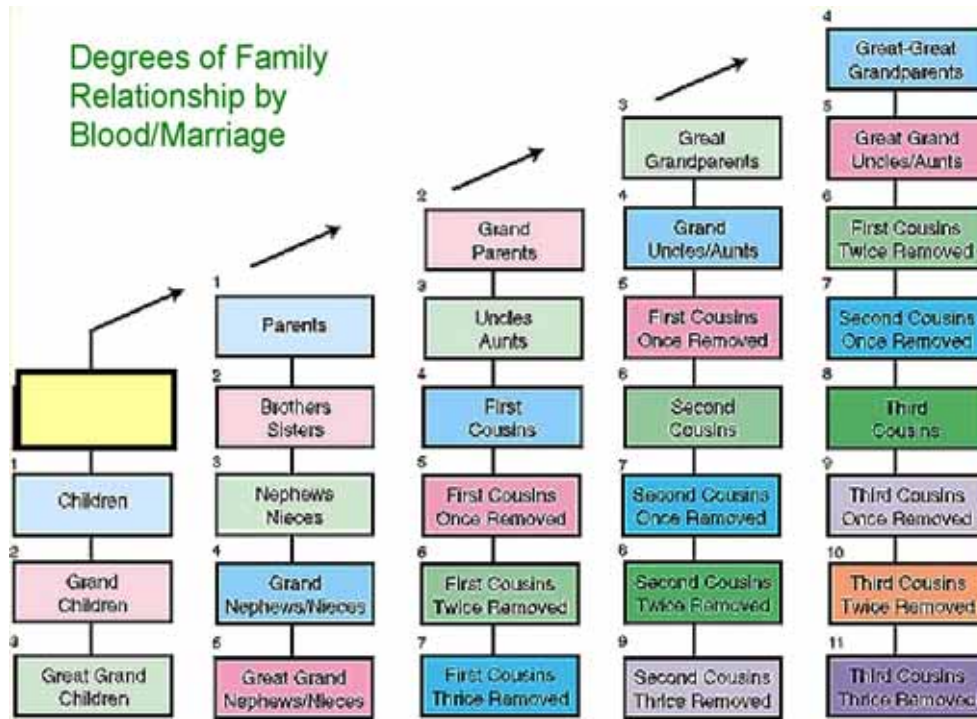 Degrees of Family
Relationship by
Blood/Marriage
1
Children
2
Grand
Children
3
Great Grand
Children
1
Parents
2
Brothers
Sisters
3
Nephews
Nieces
4
Grand
Nephews/Nieces
5
Great Grand
Nephews/Nieces
2
Grand
Parents
3
Uncles
Aunts
4
First
Cousins
5
First Cousins
Once Removed
6
First Cousins
Twice Removed
7
First Cousins
Thrice Removed
3
Great
Grandparents
4
Grand
Uncles/Aunts
5
First Cousins
Once Removed
6
Second
Cousins
7
Second Cousins
Once Removed
8
Second Cousins
Twice Removed
9
Second Cousins
Thrice Removed
4
Great-Great
Grandparents
5
Great Grand
Uncles/Aunts
6
First Cousins
Twice Removed
7
Second Cousins
Once Removed
8
Third
Cousins
9
Third Cousins
Once Removed
10
Third Cousins
Twice Removed
11
Third Cousins
Thrice Removed